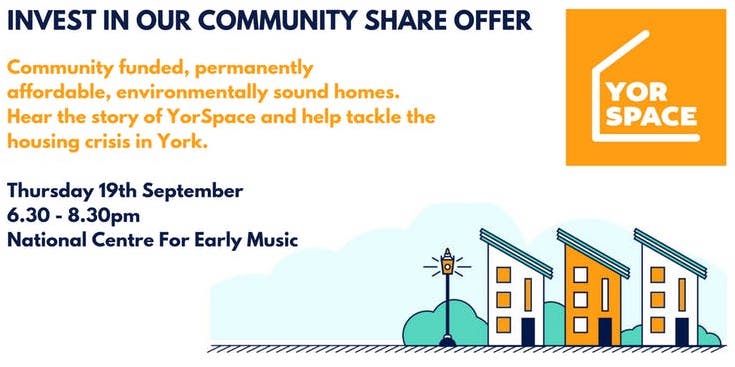 INVEST IN OUR COMMUNITY SHARE OFFER
Community funded, permanently
affordable, environmentally sound homes.
Hear the story of YorSpace and help tackle the
housing crisis in York.
Thursday 19th September
6.30 - 8.30pm
National Centre For Early Music
YOR
SPACE